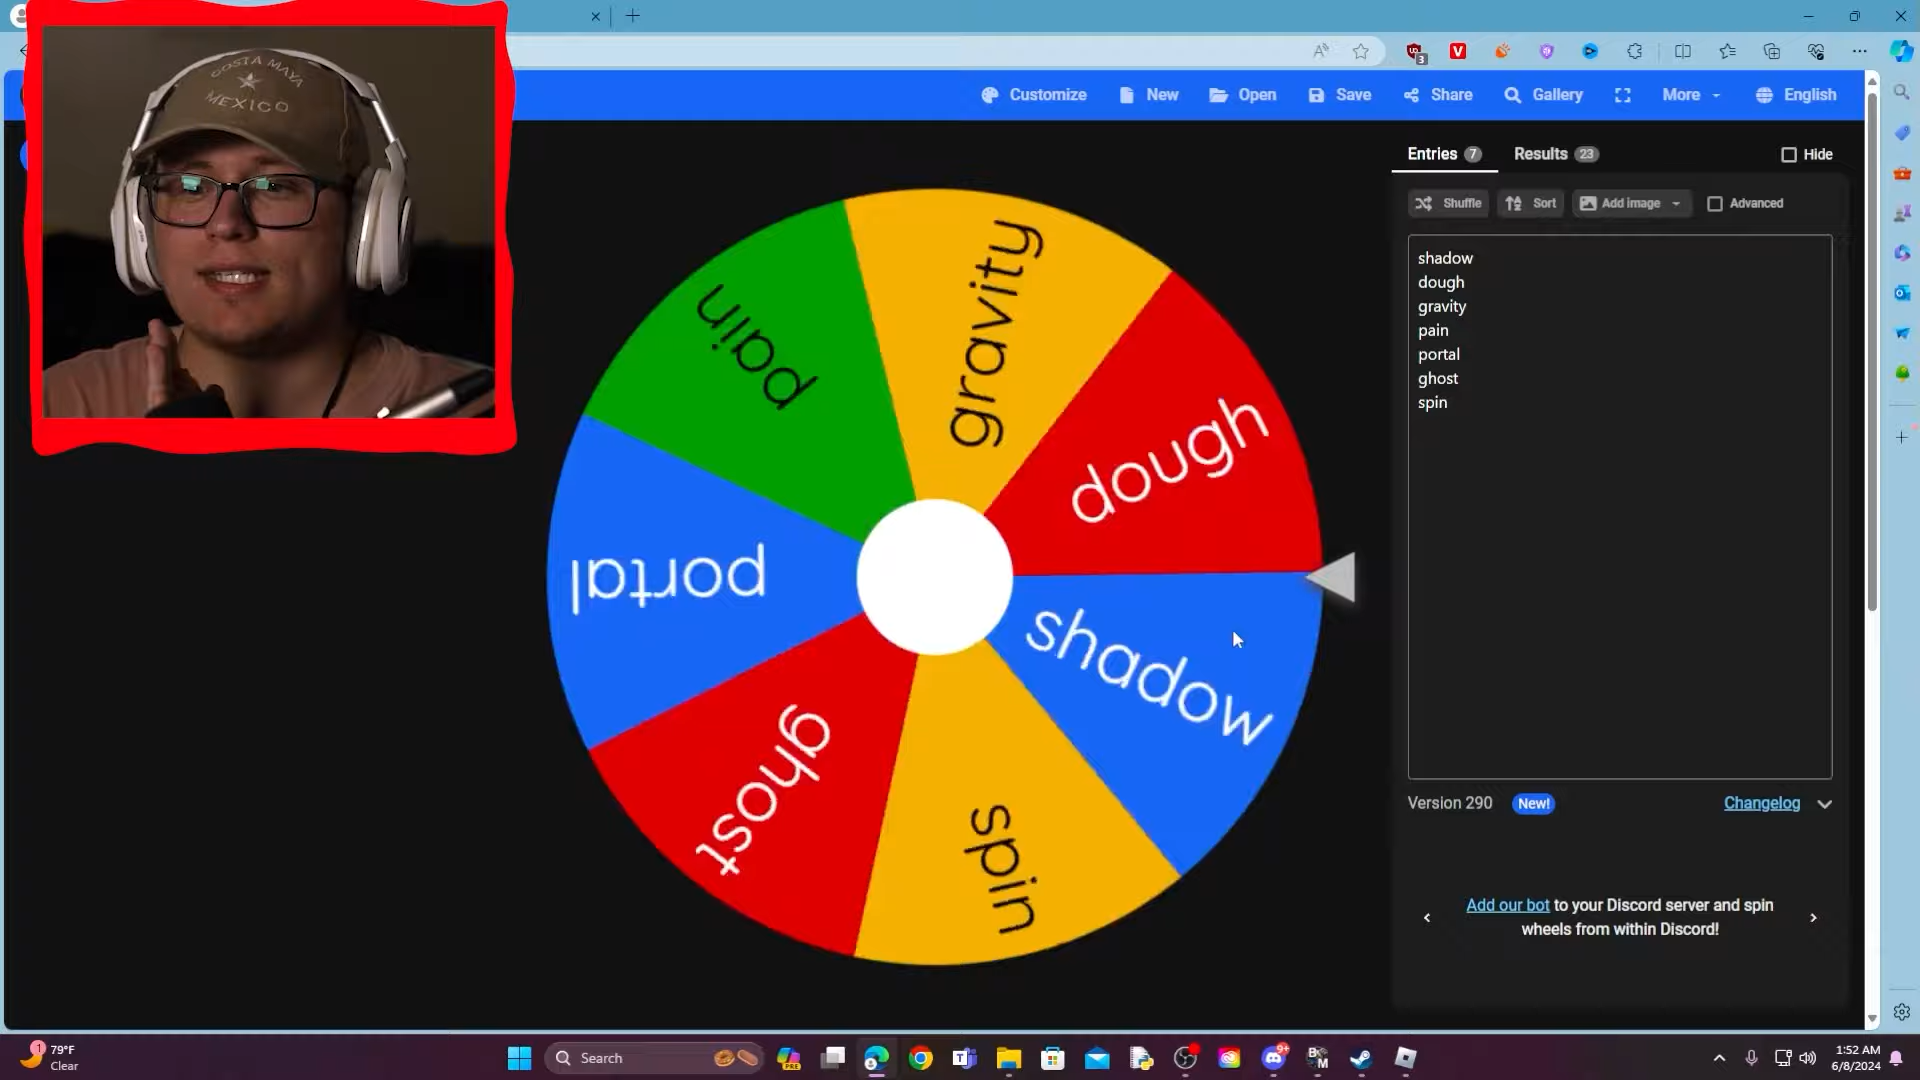 COSTA MAYA
MEXICO
Customize
New
Open
Save
Share
Gallery
More
English
Entries 7
Results 23
Hide
Shuffle
Sort
Add image
Advanced
shadow
dough
gravity
pain
portal
ghost
spin
gravity
pain
dough
portal
shadow
ghost
spin
Version 290
New!
Changelog
Add our bot to your Discord server and spin
wheels from within Discord!
79°F
Clear
Search
1:52 AM
6/8/2024